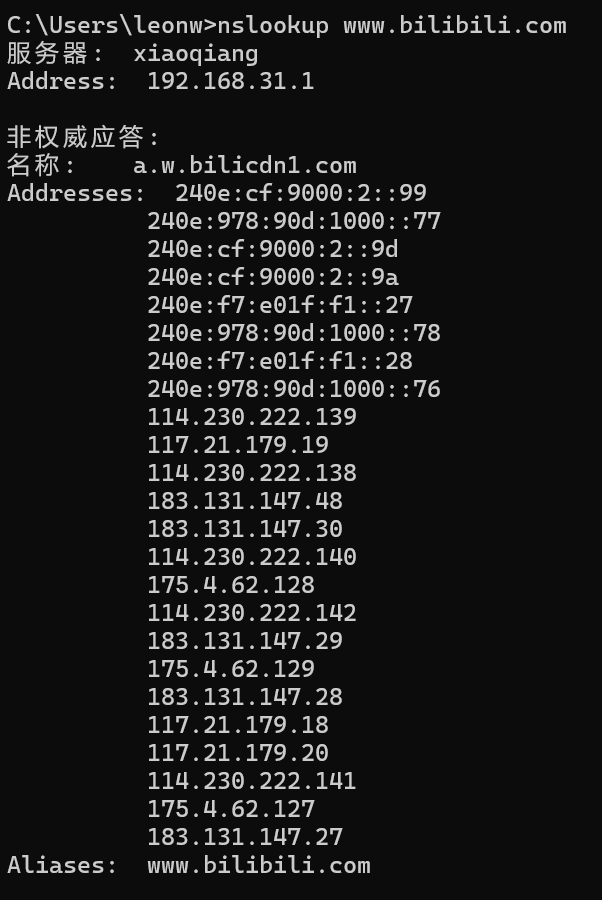 C:\Users\leonw>nslookup www.bilibili.com
服务器:  xiaoqiang
Address:  192.168.31.1

非权威应答:
名称:    a.w.bilicdn1.com
Addresses:  240e:cf:9000:2::99
          240e:978:90d:1000::77
          240e:cf:9000:2::9d
          240e:cf:9000:2::9a
          240e:f7:e01f:f1::27
          240e:978:90d:1000::78
          240e:f7:e01f:f1::28
          240e:978:90d:1000::76
          114.230.222.139
          117.21.179.19
          114.230.222.138
          183.131.147.48
          183.131.147.30
          114.230.222.140
          175.4.62.128
          114.230.222.142
          183.131.147.29
          175.4.62.129
          183.131.147.28
          117.21.179.18
          117.21.179.20
          114.230.222.141
          175.4.62.127
          183.131.147.27
Aliases:  www.bilibili.com